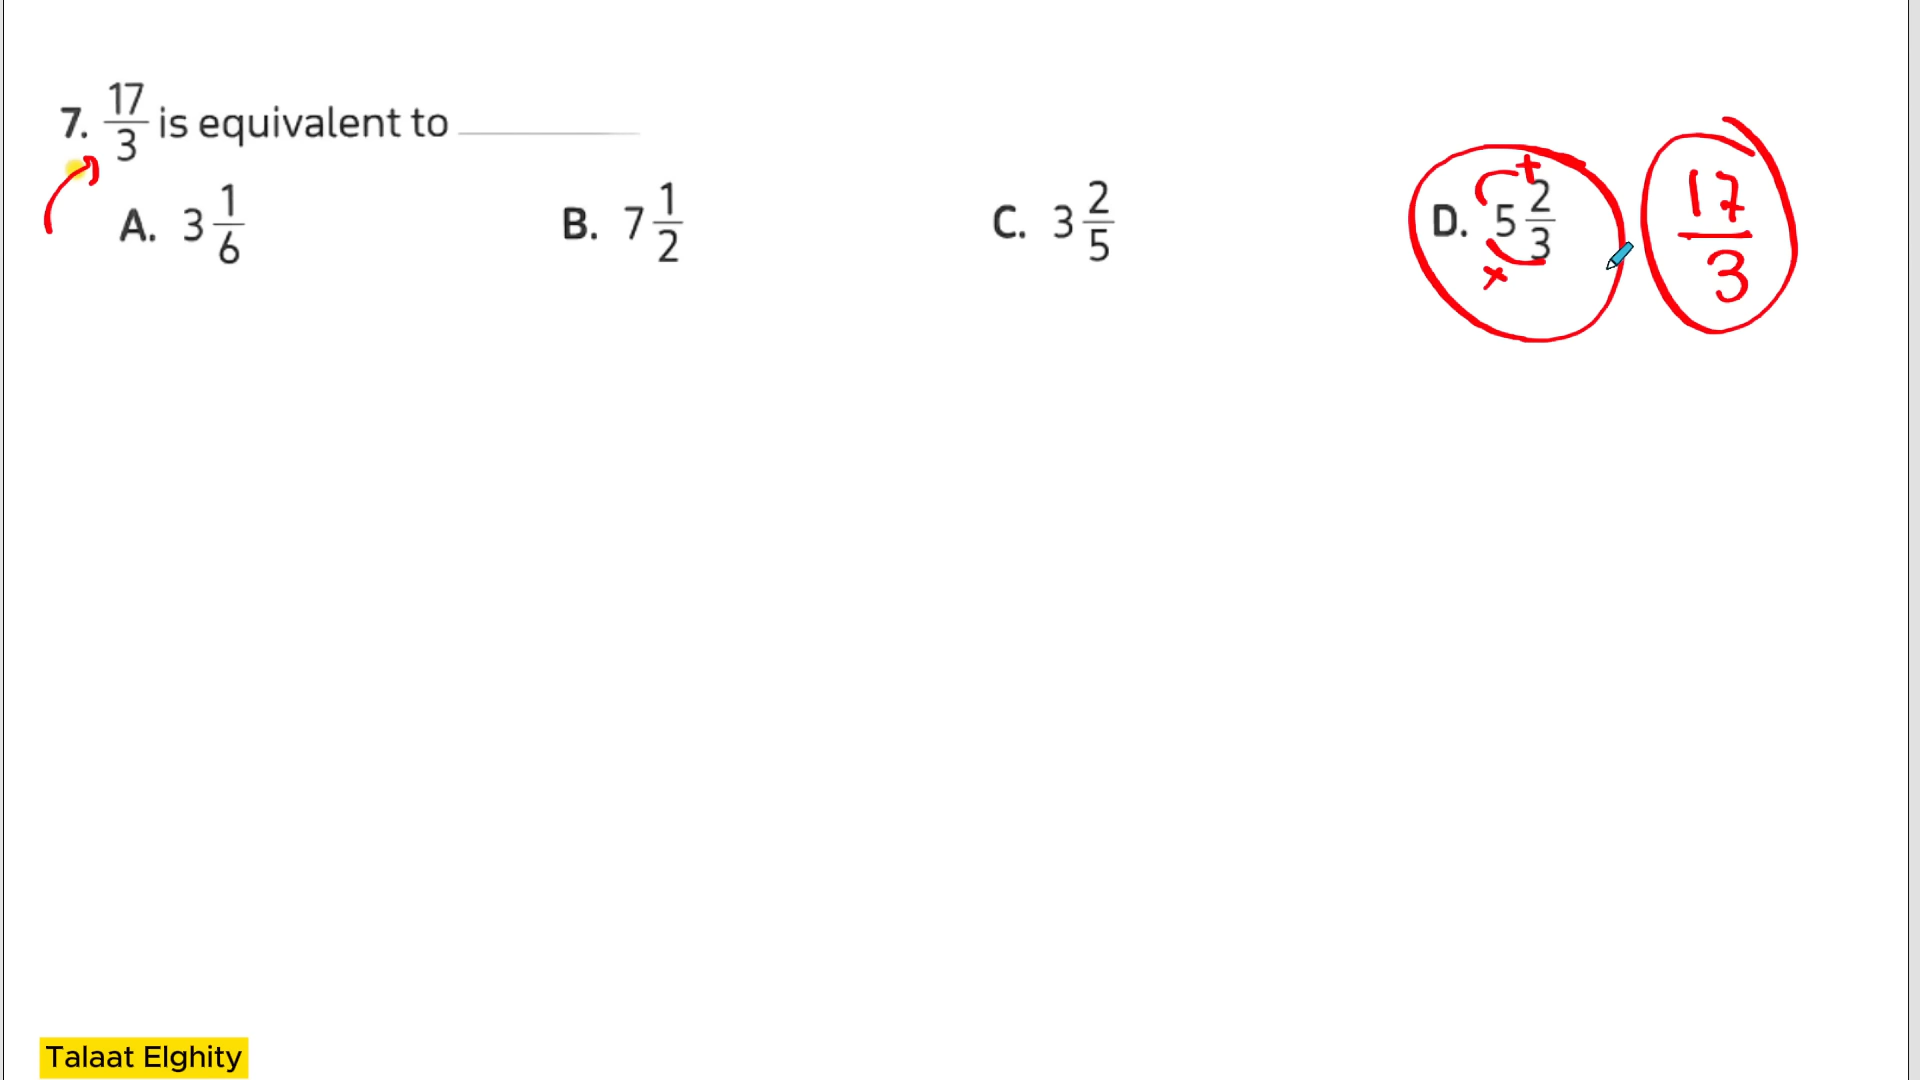 7. 17/3 is equivalent to ________
A. 3 1/6 B. 7 1/2 C. 3 2/5 D. 5 2/3 + × 17/3
Talaat Elghity